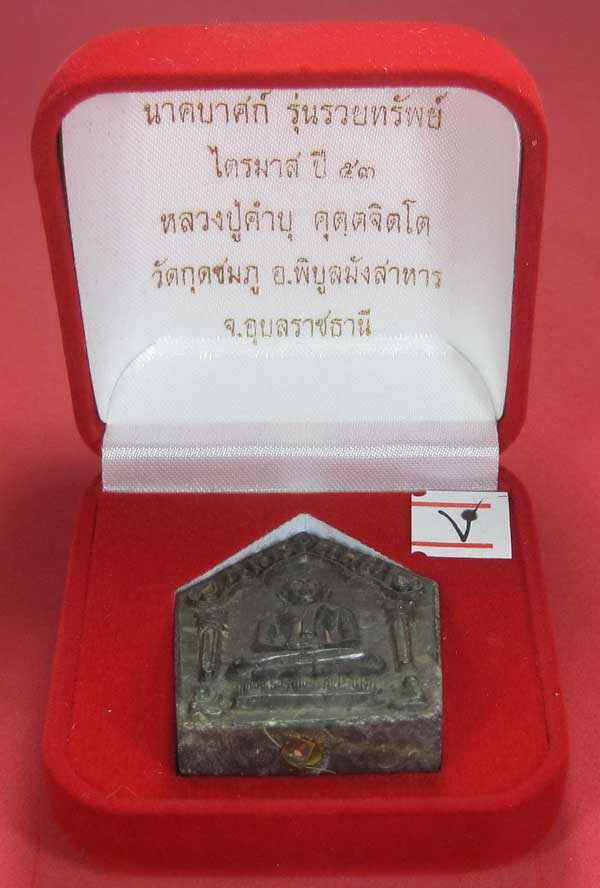 นาคบาศก์ รุ่นรวยทรัพย์
ไตรมาส ปี ๕๓
หลวงปู่คำบุ คุตฺตจิตโต
วัดกุดชมภู อ.พิบูลมังสาหาร
จ.อุบลราชธานี